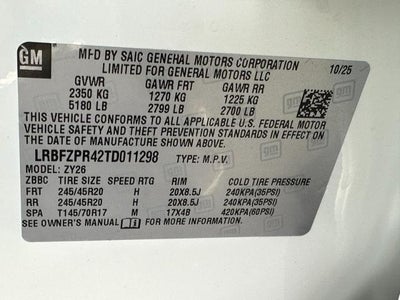 GM
MFD BY SAIC GENERAL MOTORS CORPORATION
LIMITED FOR GENERAL MOTORS LLC
10/25
GVWR GAWR FRT GAWR RR
2350 KG 1270 KG 1225 KG
5180 LB 2799 LB 2700 LB
THIS VEHICLE CONFORMS TO ALL APPLICABLE U.S. FEDERAL MOTOR
VEHICLE SAFETY, BUMPER, AND THEFT PREVENTION STANDARDS IN EFFECT ON THE
DATE OF MANUFACTURE SHOWN ABOVE.
LRBFZPR42TD011298 TYPE: M.P.V.
MODEL: ZY26
ZBBC TIRE SIZE SPEED RTG RIM COLD TIRE PRESSURE
FRT 245/45R20 H 20X8.5J 240KPA(35PSI)
RR 245/45R20 H 20X8.5J 240KPA(35PSI)
SPA T145/70R17 M 17X4B 420KPA(60PSI)
SEE OWNER'S MANUAL FOR MORE INFORMATION